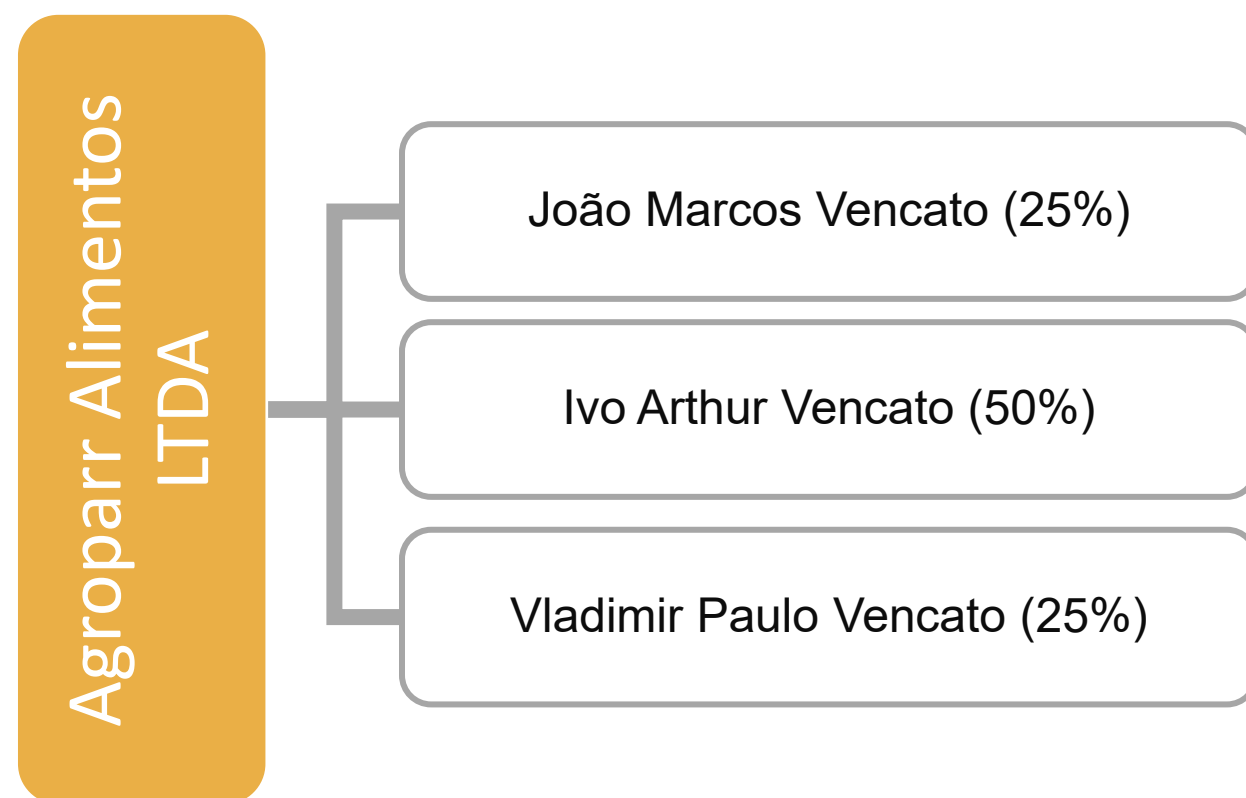 Agroparr Alimentos
LTDA
João Marcos Vencato (25%)
Ivo Arthur Vencato (50%)
Vladimir Paulo Vencato (25%)